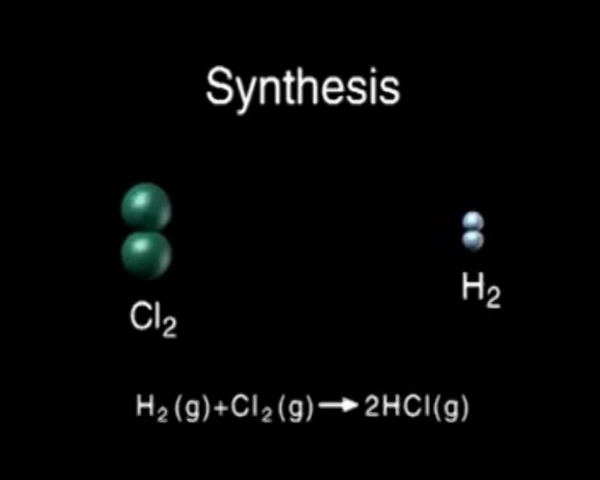 Synthesis
Cl₂
H₂
H₂(g)+Cl₂(g)→2HCl(g)